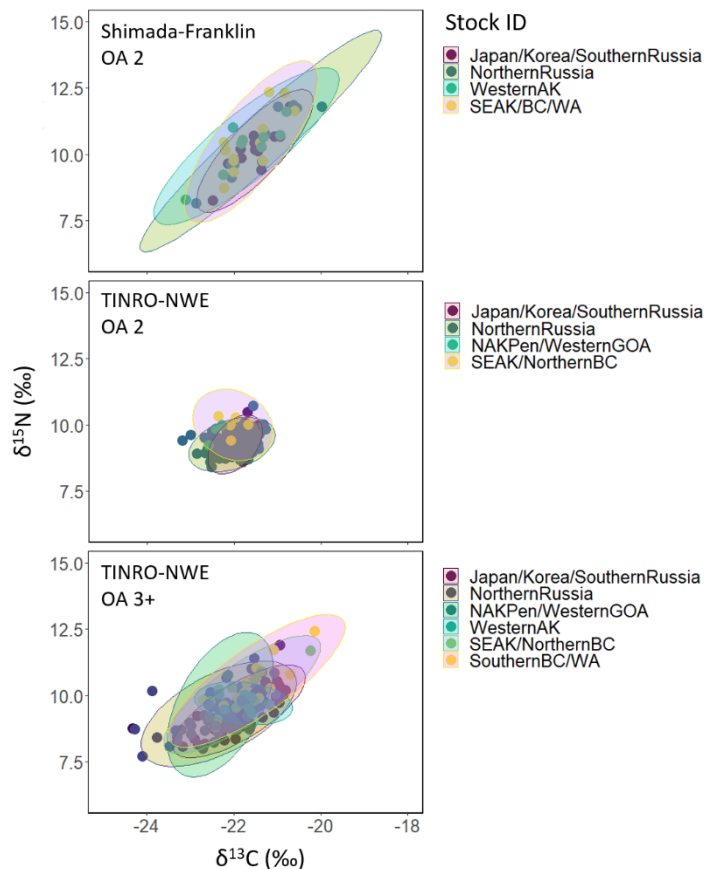 Shimada-Franklin
OA 2
15.0
12.5
10.0
7.5
Stock ID
Japan/Korea/SouthernRussia
NorthernRussia
WesternAK
SEAK/BC/WA
TINRO-NWE
OA 2
15.0
12.5
10.0
7.5
Japan/Korea/SouthernRussia
NorthernRussia
NAKPen/WesternGOA
SEAK/NorthernBC
δ¹⁵N (‰)
TINRO-NWE
OA 3+
15.0
12.5
10.0
7.5
Japan/Korea/SouthernRussia
NorthernRussia
NAKPen/WesternGOA
WesternAK
SEAK/NorthernBC
SouthernBC/WA
-24 -22 -20 -18
δ¹³C (‰)